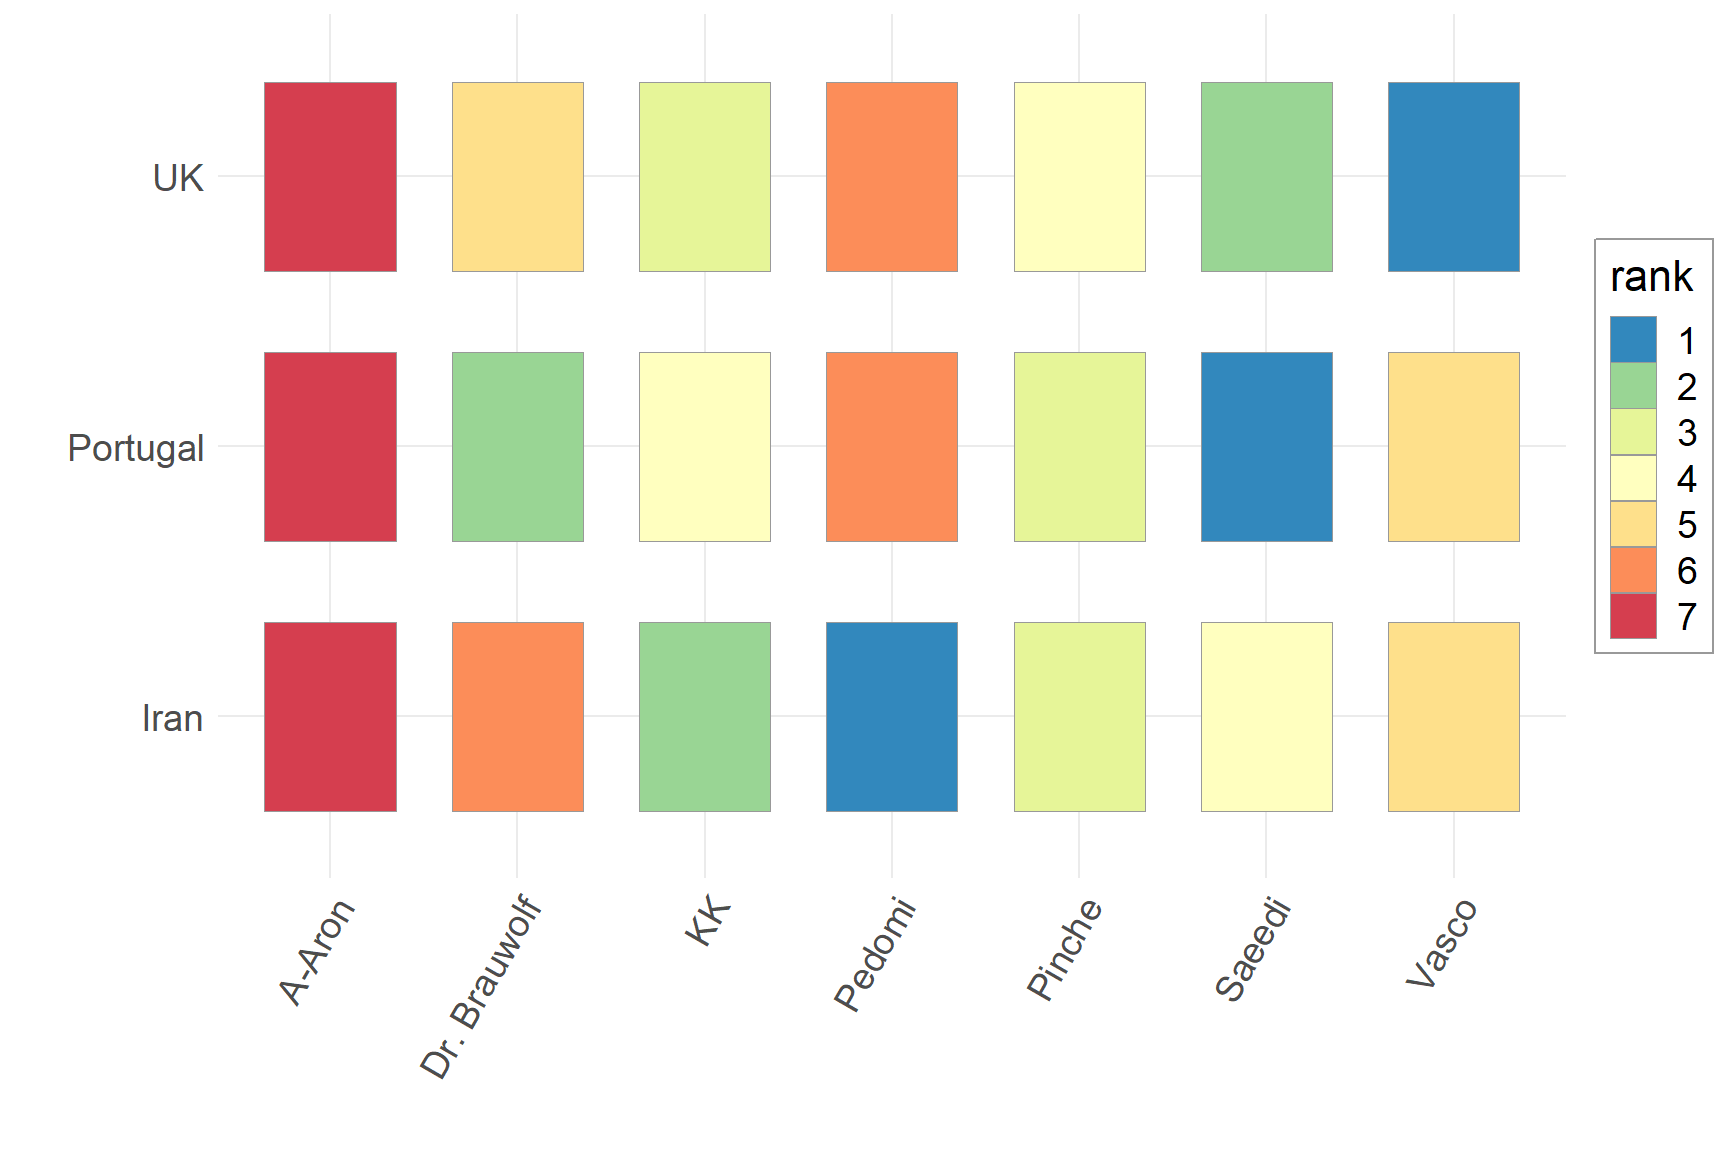 UK
Portugal
Iran
A-Aron
Dr. Brauwolf
KK
Pedomi
Pinche
Saeedi
Vasco
rank
1
2
3
4
5
6
7